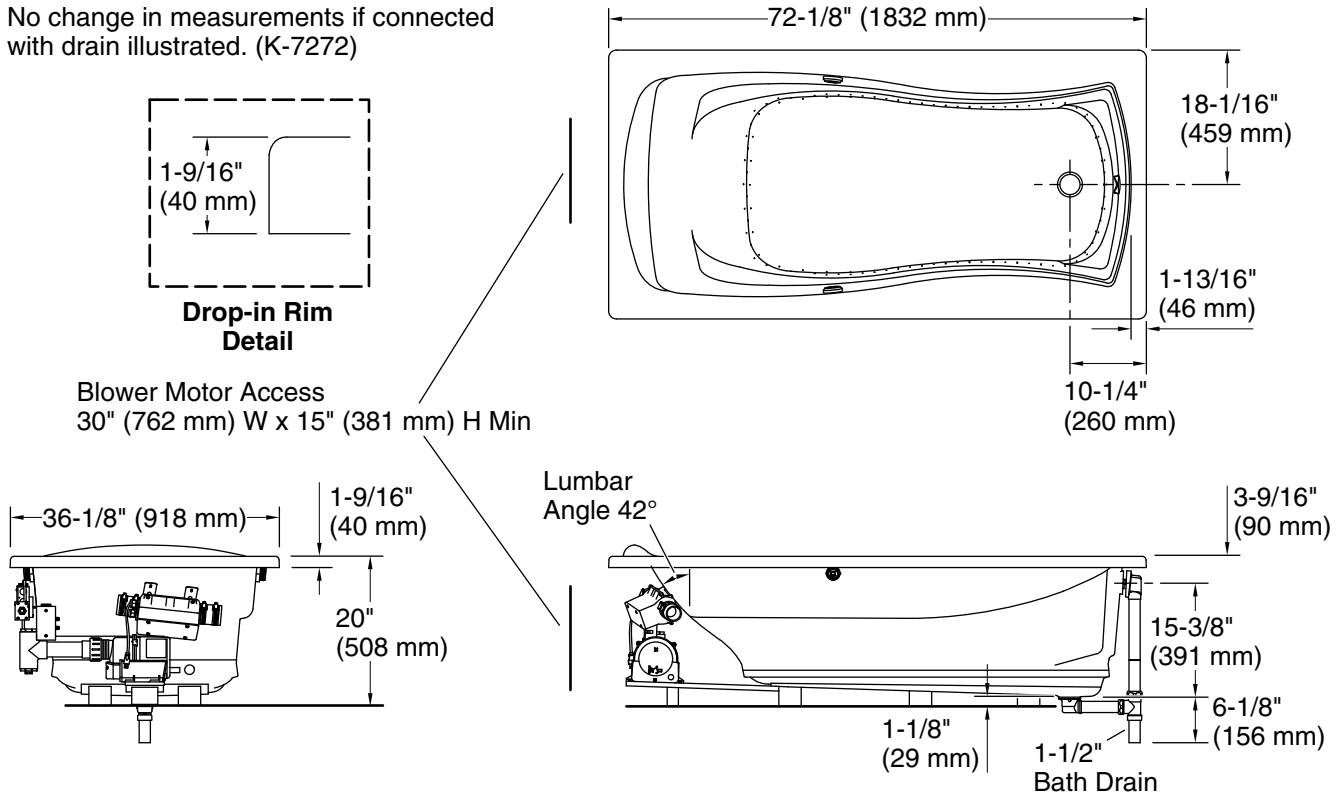 No change in measurements if connected
with drain illustrated. (K-7272)
72-1/8" (1832 mm)
18-1/16"
(459 mm)
1-9/16"
(40 mm)
Drop-in Rim
Detail
1-13/16"
(46 mm)
10-1/4"
(260 mm)
Blower Motor Access
30" (762 mm) W x 15" (381 mm) H Min
36-1/8" (918 mm)
1-9/16"
(40 mm)
20"
(508 mm)
Lumbar
Angle 42°
3-9/16"
(90 mm)
15-3/8"
(391 mm)
1-1/8"
(29 mm)
6-1/8"
(156 mm)
1-1/2"
Bath Drain